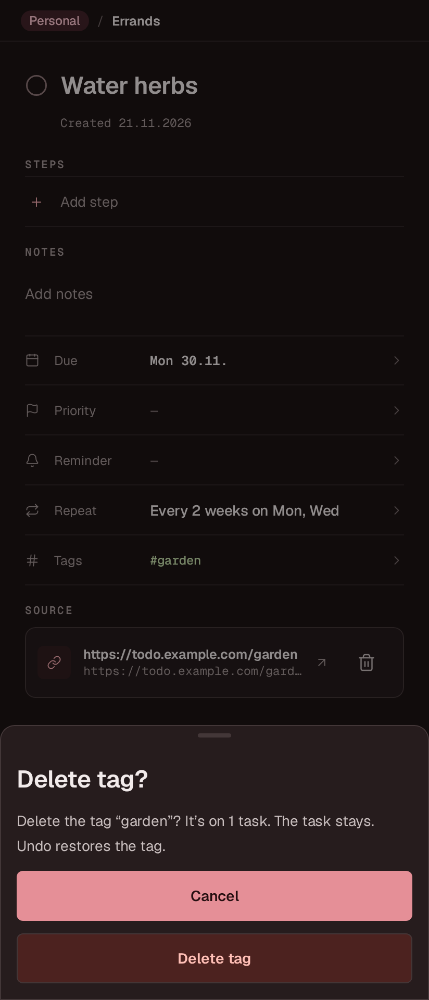 Personal / Errands
Water herbs
Created 21.11.2026
STEPS
+ Add step
NOTES
Add notes
Due Mon 30.11.
Priority –
Reminder –
Repeat Every 2 weeks on Mon, Wed
Tags #garden
SOURCE
https://todo.example.com/garden
https://todo.example.com/gard…
Delete tag?
Delete the tag “garden”? It’s on 1 task. The task stays.
Undo restores the tag.
Cancel
Delete tag